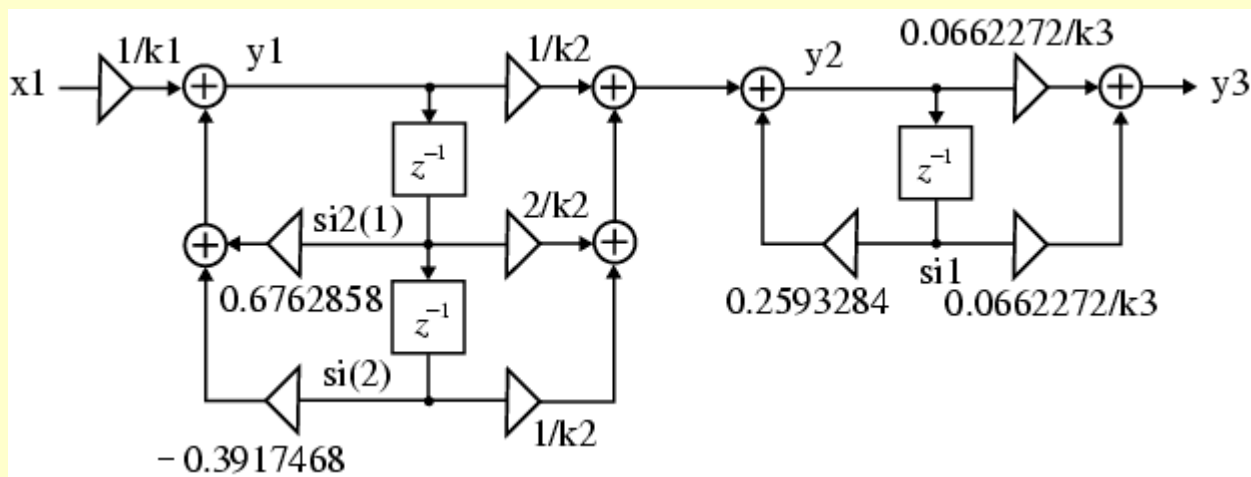 x1
1/k1
y1
1/k2
y2
0.0662272/k3
y3
z⁻¹
z⁻¹
si2(1)
2/k2
0.6762858
si1
0.2593284
0.0662272/k3
z⁻¹
si(2)
1/k2
− 0.3917468